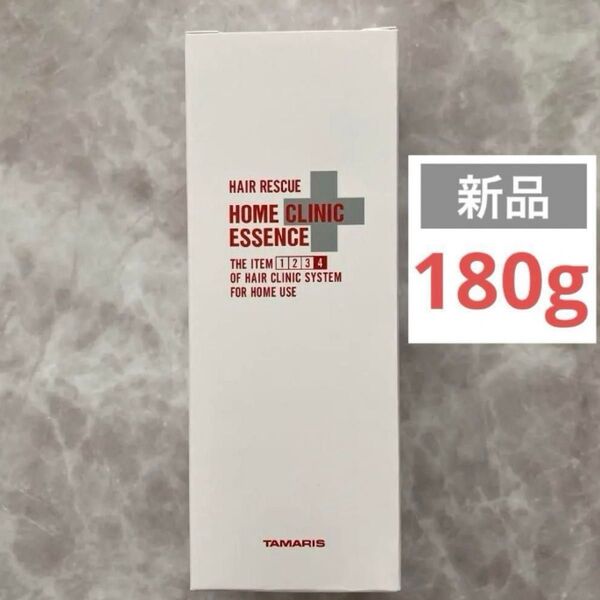 HAIR RESCUE
HOME CLINIC
ESSENCE
THE ITEM 1 2 3 4
OF HAIR CLINIC SYSTEM
FOR HOME USE
TAMARIS
新品
180g